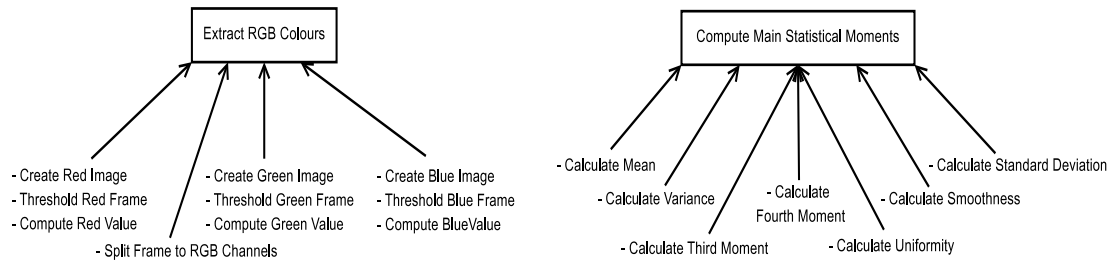 Extract RGB Colours
- Create Red Image
- Threshold Red Frame
- Compute Red Value
- Create Green Image
- Threshold Green Frame
- Compute Green Value
- Create Blue Image
- Threshold Blue Frame
- Compute BlueValue
- Split Frame to RGB Channels
Compute Main Statistical Moments
- Calculate Mean
- Calculate Variance
- Calculate Third Moment
- Calculate
Fourth Moment
- Calculate Uniformity
- Calculate Smoothness
- Calculate Standard Deviation